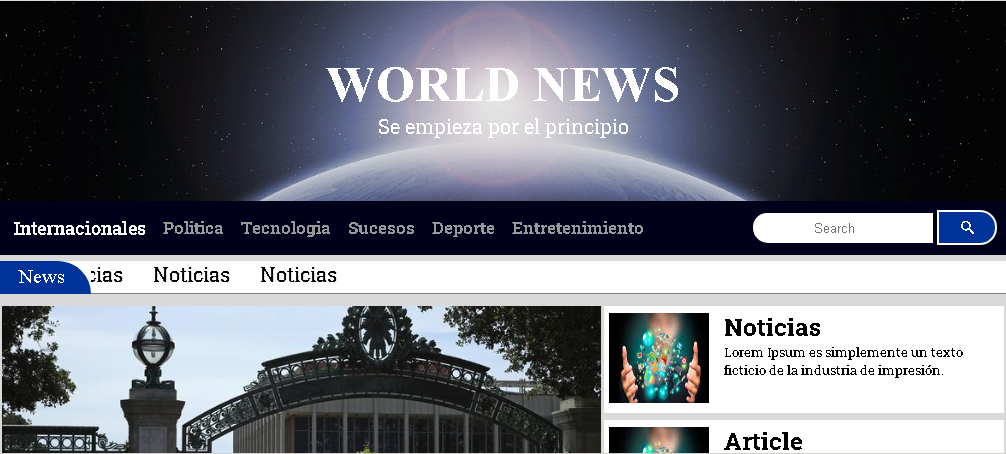 WORLD NEWS
Se empieza por el principio
Internacionales Politica Tecnologia Sucesos Deporte Entretenimiento Search
News cias Noticias Noticias
Noticias
Lorem Ipsum es simplemente un texto
ficticio de la industria de impresión.
Article